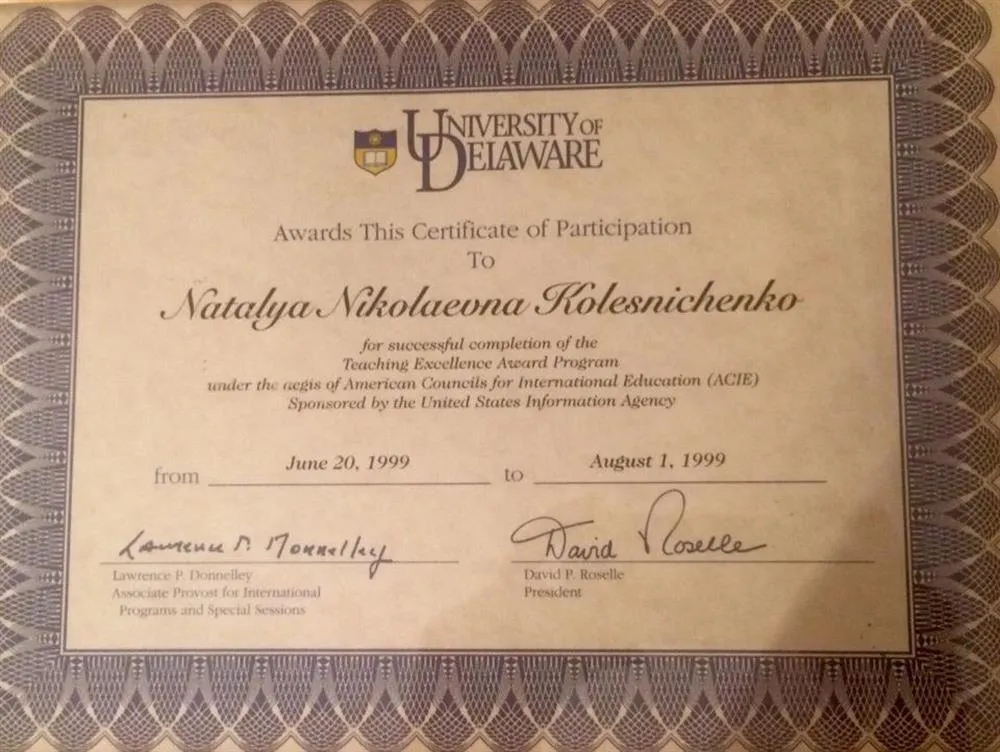 UNIVERSITY OF
DELAWARE
Awards This Certificate of Participation
To
Natalya Nikolaevna Kolesnichenko
for successful completion of the
Teaching Excellence Award Program
under the aegis of American Councils for International Education (ACIE)
Sponsored by the United States Information Agency
from June 20, 1999 to August 1, 1999
Lawrence P. Donnelley David Roselle
Lawrence P. Donnelley
Associate Provost for International
Programs and Special Sessions
David P. Roselle
President